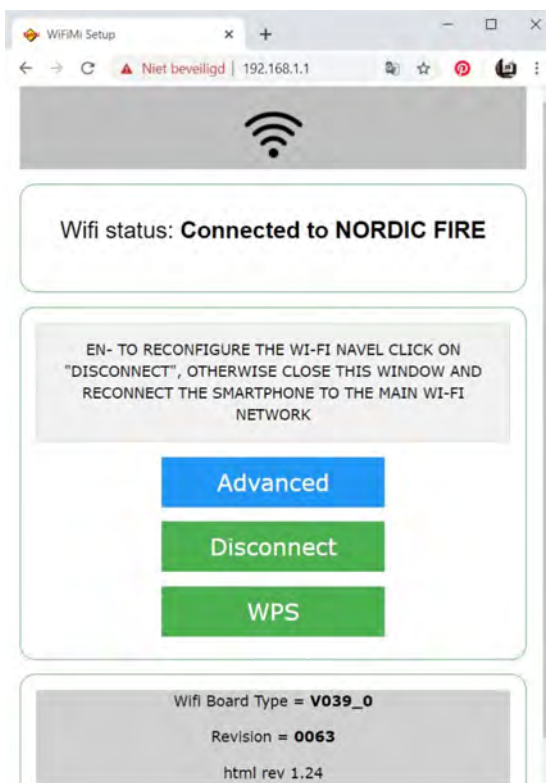 WiFiMi Setup
Niet beveiligd | 192.168.1.1
Wifi status: Connected to NORDIC FIRE
EN- TO RECONFIGURE THE WI-FI NAVEL CLICK ON
"DISCONNECT", OTHERWISE CLOSE THIS WINDOW AND
RECONNECT THE SMARTPHONE TO THE MAIN WI-FI
NETWORK
Advanced
Disconnect
WPS
Wifi Board Type = V039_0
Revision = 0063
html rev 1.24